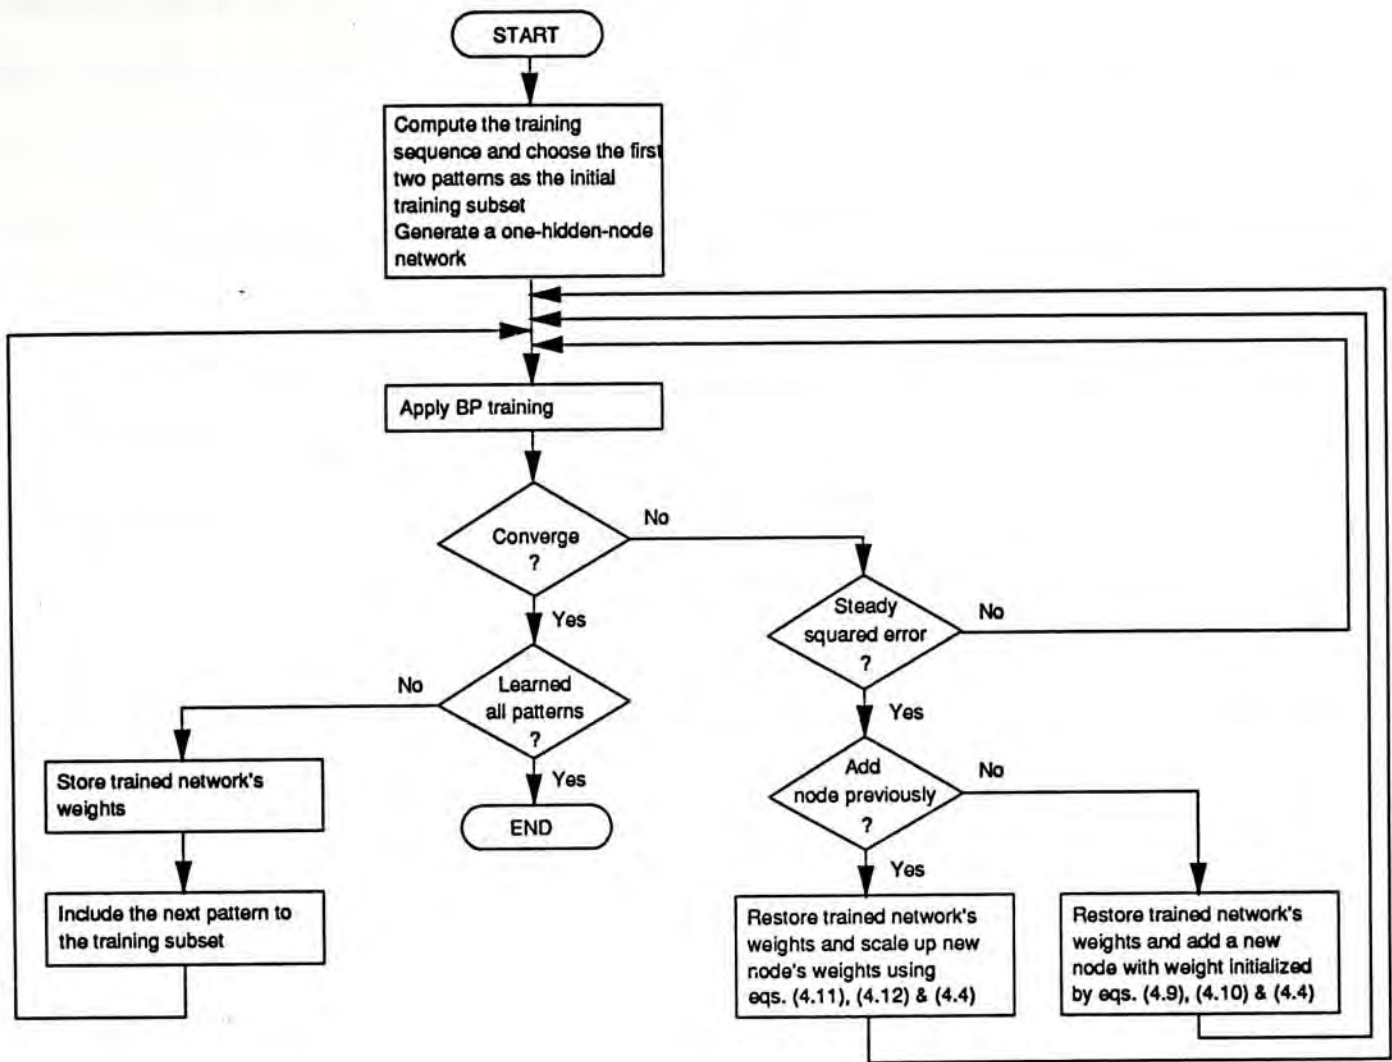 START
Compute the training
sequence and choose the first
two patterns as the initial
training subset
Generate a one-hidden-node
network
Apply BP training
Converge
?
No
Yes
Steady
squared error
?
No
Yes
Learned
all patterns
?
No
Yes
END
Store trained network's
weights
Include the next pattern to
the training subset
Add
node previously
?
No
Yes
Restore trained network's
weights and scale up new
node's weights using
eqs. (4.11), (4.12) & (4.4)
Restore trained network's
weights and add a new
node with weight initialized
by eqs. (4.9), (4.10) & (4.4)